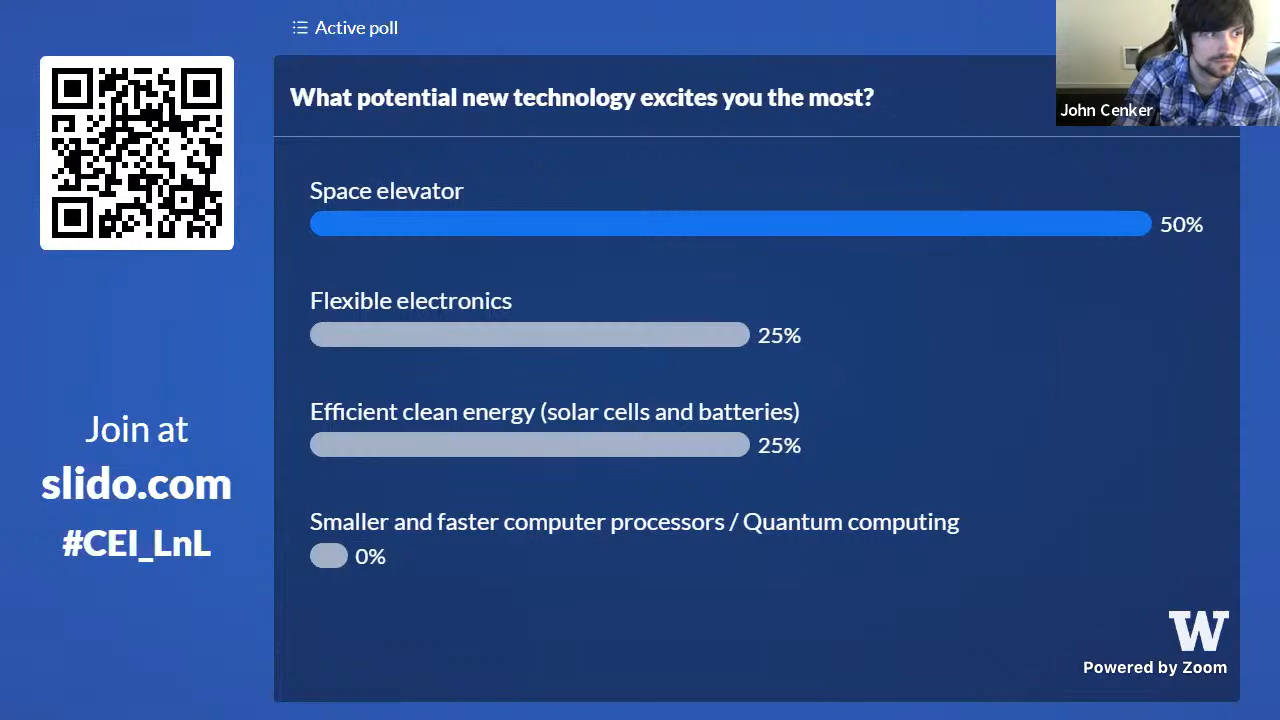 Active poll
What potential new technology excites you the most?
John Cenker
Space elevator
50%
Flexible electronics
25%
Efficient clean energy (solar cells and batteries)
25%
Smaller and faster computer processors / Quantum computing
0%
Join at
slido.com
#CEI_LnL
W
Powered by Zoom